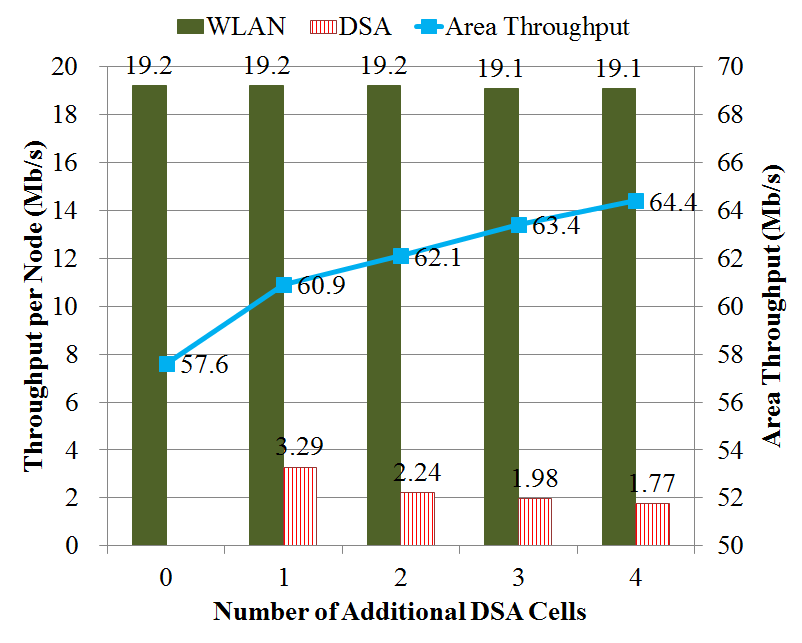 WLAN DSA Area Throughput
20 19.2 19.2 19.2 19.1 19.1 70
18 68
16 66
14 64.4 64
63.4
12 62.1 62
60.9
10 60
8 57.6 58
6 56
4 3.29 54
2.24 1.98 1.77
2 52
0 50
0 1 2 3 4
Number of Additional DSA Cells
Throughput per Node (Mb/s)
Area Throughput (Mb/s)